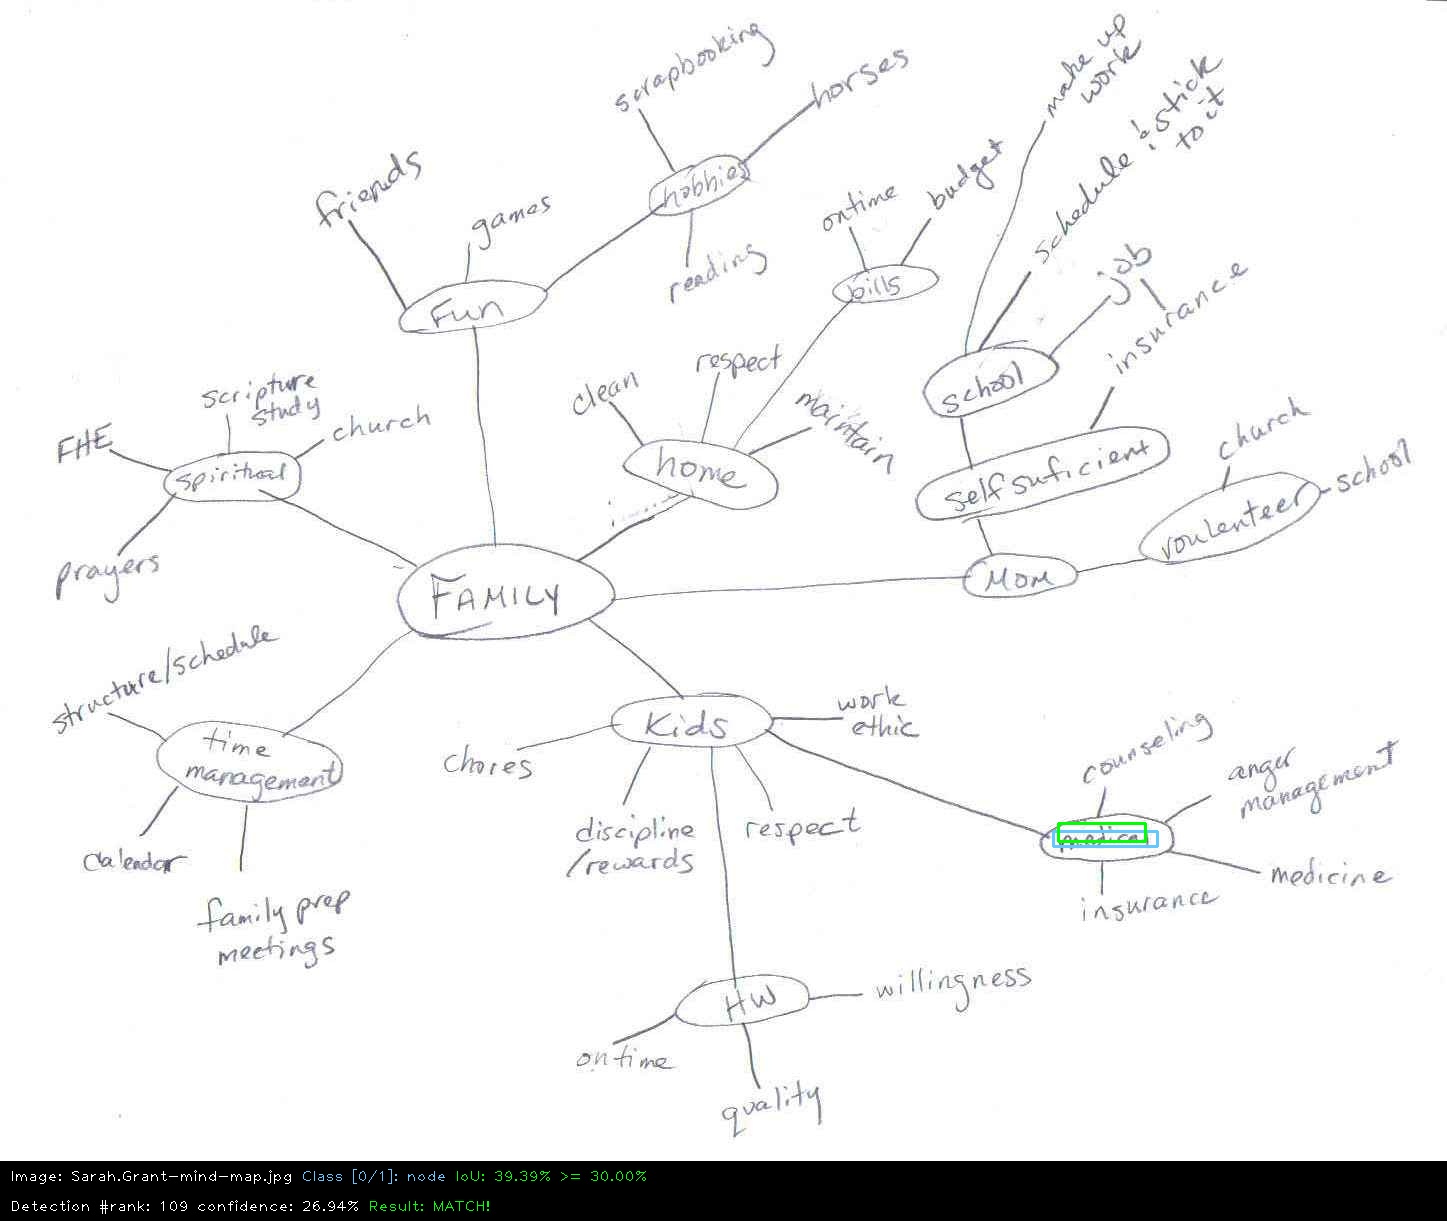 scrapbooking
horses
make up
work
schedule & stick
to it
friends
games
hobbies
reading
ontime
budget
job
insurance
Fun
bills
school
scripture
study
church
FHE
spiritual
prayers
clean
respect
maintain
home
self suficient
church
school
voulenteer
FAMILY
MOM
structure/schedule
time
management
calendar
family prep
meetings
Kids
work
ethic
chores
discipline
/rewards
respect
counseling
anger
management
medical
medicine
insurance
HW
willingness
on time
quality
Image: Sarah.Grant-mind-map.jpg Class [0/1]: node IoU: 39.39% >= 30.00%
Detection #rank: 109 confidence: 26.94% Result: MATCH!